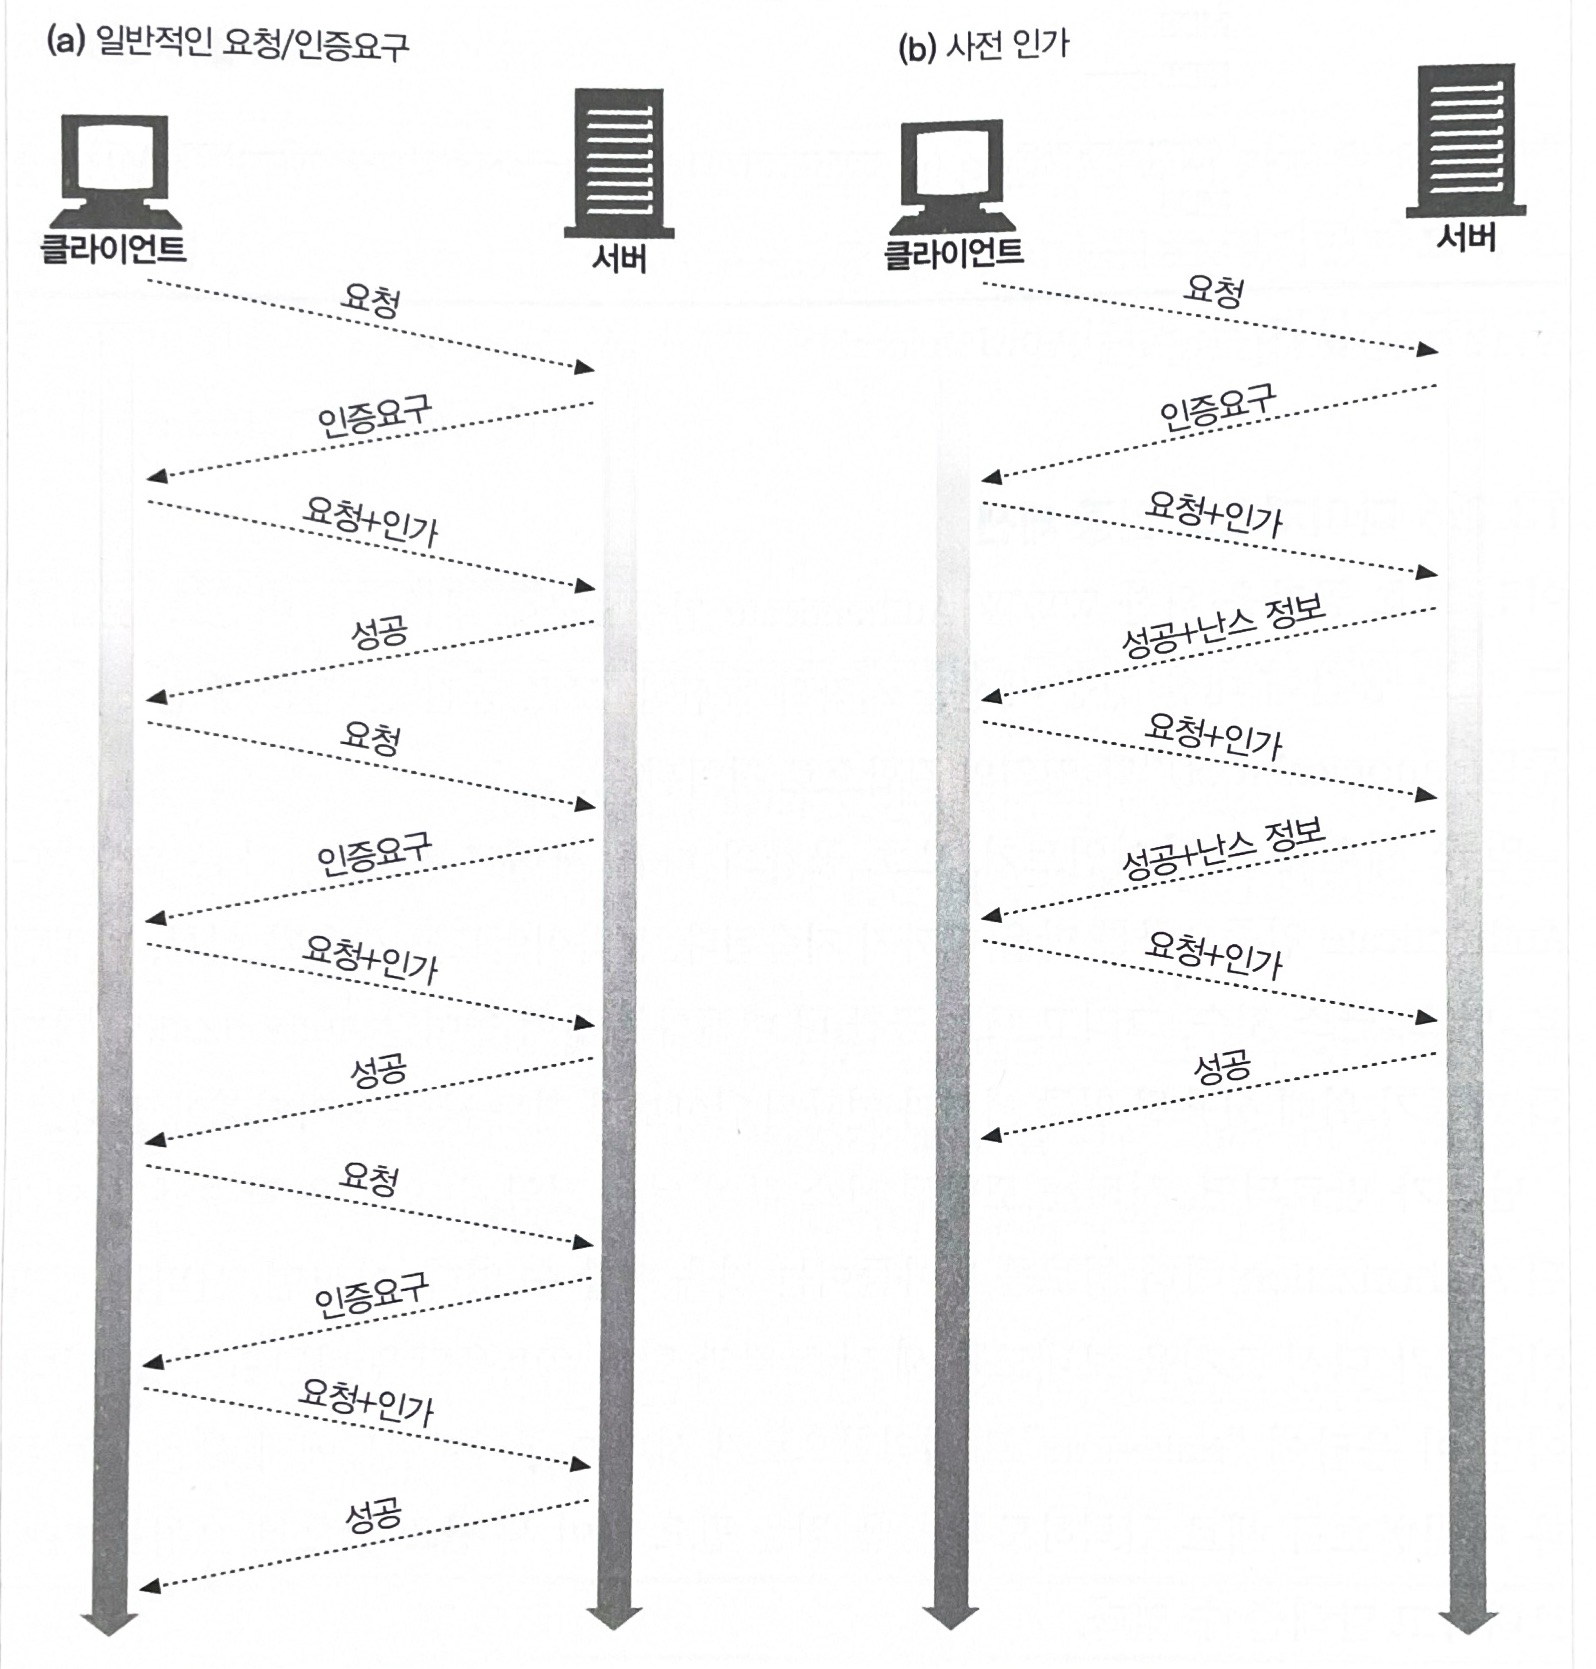 (a) 일반적인 요청/인증요구
클라이언트
서버
요청
인증요구
요청+인가
성공
요청
인증요구
요청+인가
성공
요청
인증요구
요청+인가
성공
(b) 사전 인가
클라이언트
서버
요청
인증요구
요청+인가
성공+난스 정보
요청+인가
성공+난스 정보
요청+인가
성공